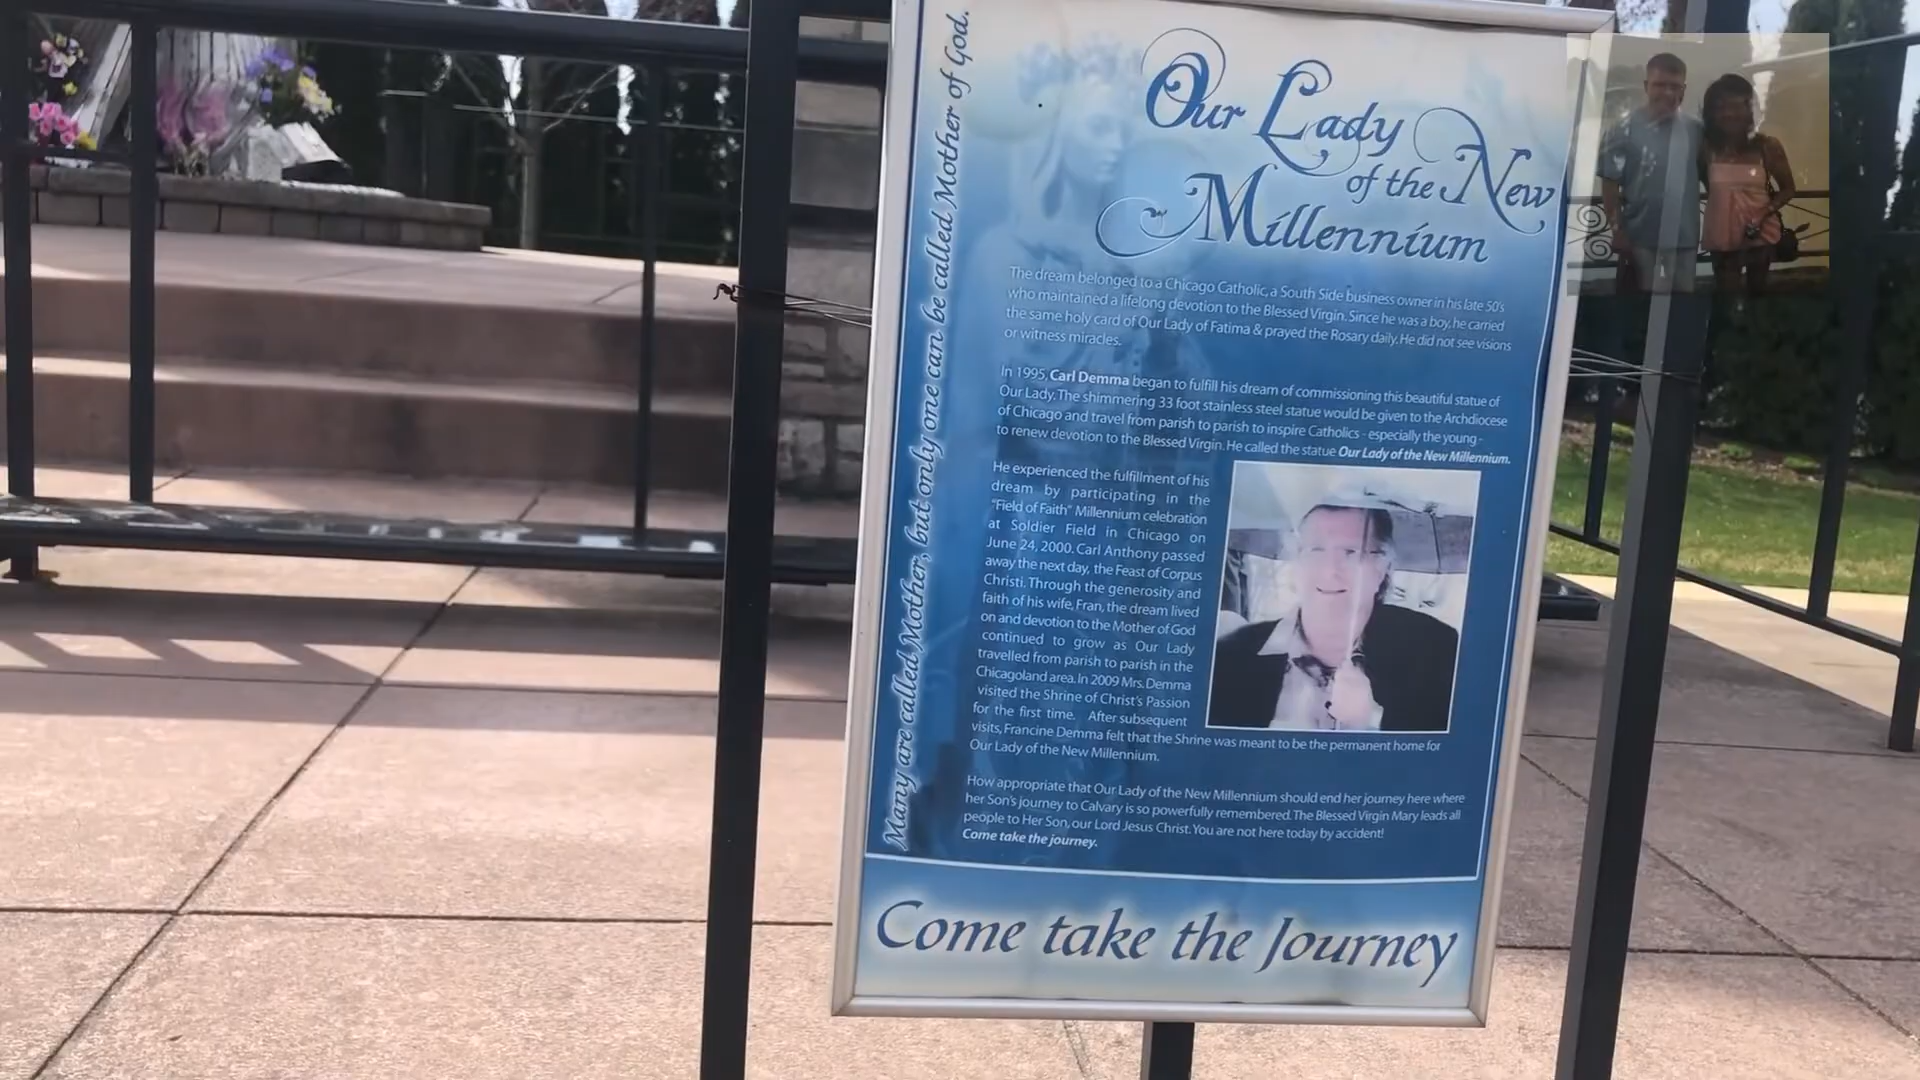 Many are called Mother, but only one can be called Mother of God.
Our Lady
of the New
Millennium
The dream belonged to a Chicago Catholic, a South Side business owner in his late 50's
who maintained a lifelong devotion to the Blessed Virgin. Since he was a boy, he carried
the same holy card of Our Lady of Fatima & prayed the Rosary daily. He did not see visions
or witness miracles.
In 1995, Carl Demma began to fulfill his dream of commissioning this beautiful statue of
Our Lady. The shimmering 33 foot stainless steel statue would be given to the Archdiocese
of Chicago and travel from parish to parish to inspire Catholics - especially the young -
to renew devotion to the Blessed Virgin. He called the statue Our Lady of the New Millennium.
He experienced the fulfillment of his
dream by participating in the
"Field of Faith" Millennium celebration
at Soldier Field in Chicago on
June 24, 2000. Carl Anthony passed
away the next day, the Feast of Corpus
Christi. Through the generosity and
faith of his wife, Fran, the dream lived
on and devotion to the Mother of God
continued to grow as Our Lady
travelled from parish to parish in the
Chicagoland area. In 2009 Mrs. Demma
visited the Shrine of Christ's Passion
for the first time. After subsequent
visits, Francine Demma felt that the Shrine was meant to be the permanent home for
Our Lady of the New Millennium.
How appropriate that Our Lady of the New Millennium should end her journey here where
her Son's journey to Calvary is so powerfully remembered. The Blessed Virgin Mary leads all
people to Her Son, our Lord Jesus Christ. You are not here today by accident!
Come take the journey.
Come take the Journey